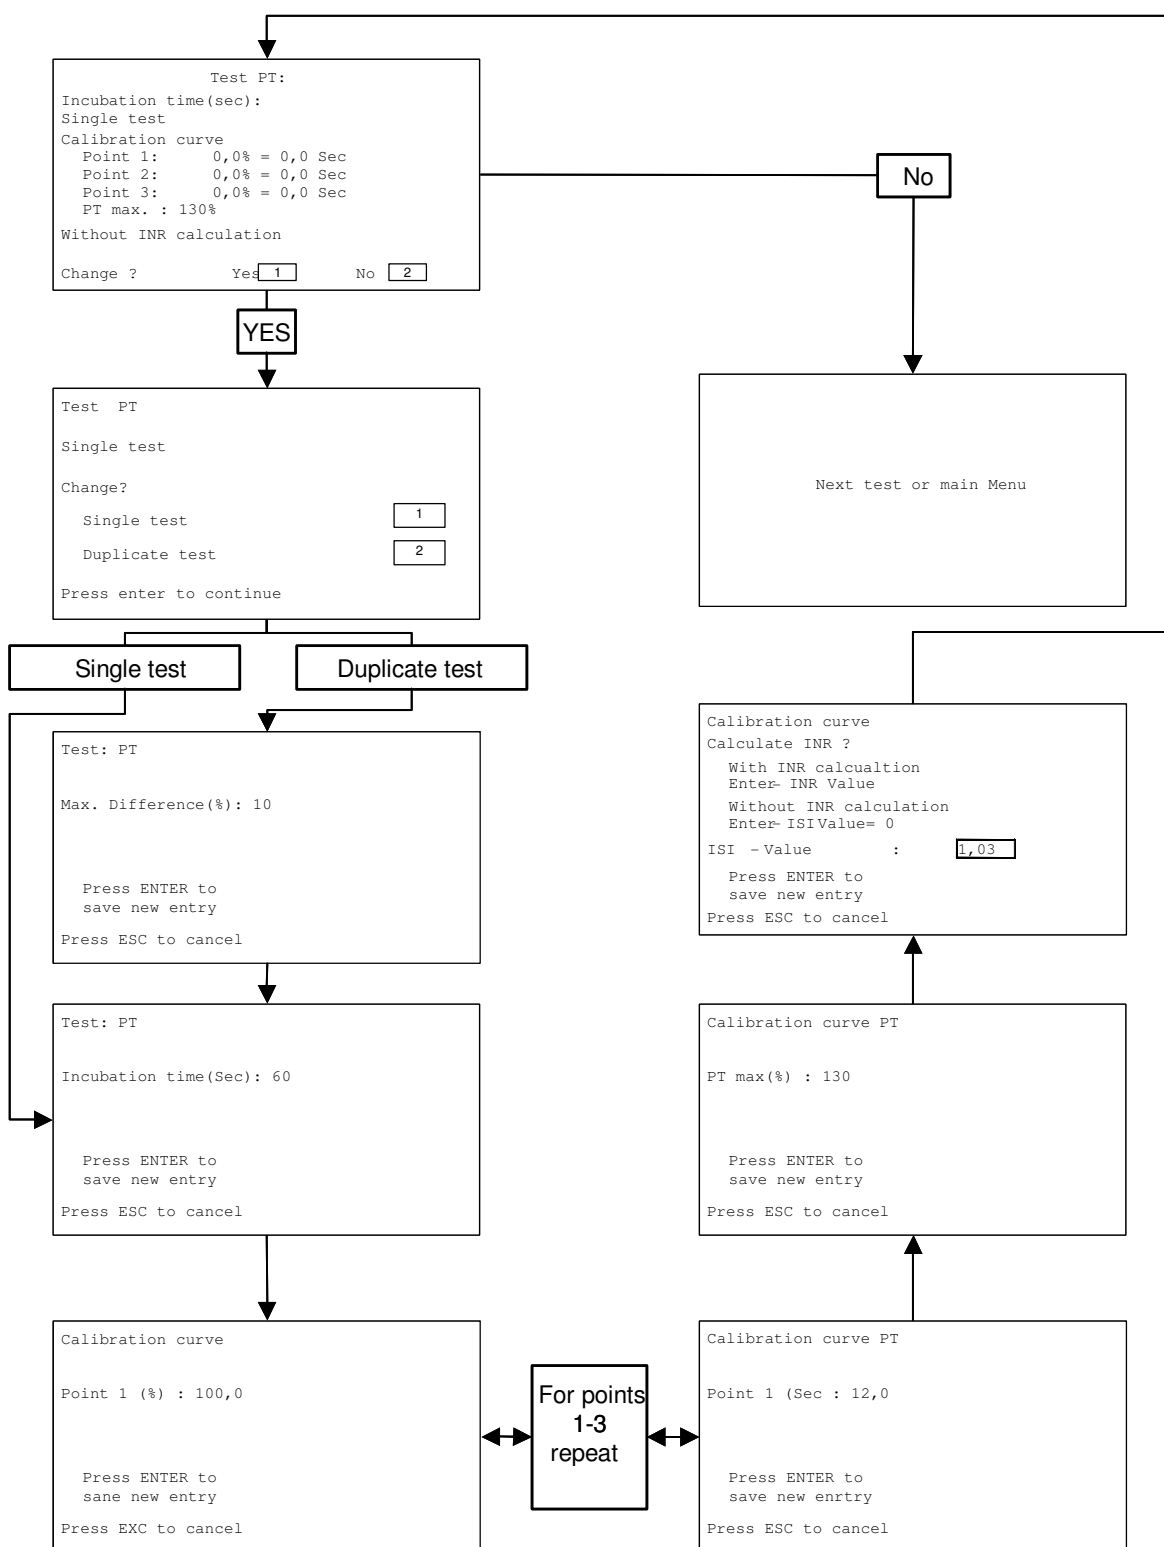 Test PT:
Incubation time(sec):
Single test
Calibration curve
Point 1: 0,0% = 0,0 Sec
Point 2: 0,0% = 0,0 Sec
Point 3: 0,0% = 0,0 Sec
PT max. : 130%
Without INR calculation
Change ? Yes 1 No 2
No
YES
Test PT
Single test
Change?
Single test 1
Duplicate test 2
Press enter to continue
Next test or main Menu
Single test
Duplicate test
Test: PT
Max. Difference(%): 10
Press ENTER to
save new entry
Press ESC to cancel
Calibration curve
Calculate INR ?
With INR calcualtion
Enter- INR Value
Without INR calculation
Enter- ISI Value= 0
ISI -Value : 1,03
Press ENTER to
save new entry
Press ESC to cancel
Test: PT
Incubation time(Sec): 60
Press ENTER to
save new entry
Press ESC to cancel
Calibration curve PT
PT max(%) : 130
Press ENTER to
save new entry
Press ESC to cancel
Calibration curve
Point 1 (%) : 100,0
Press ENTER to
sane new entry
Press EXC to cancel
For points
1-3
repeat
Calibration curve PT
Point 1 (Sec : 12,0
Press ENTER to
save new enrtry
Press ESC to cancel